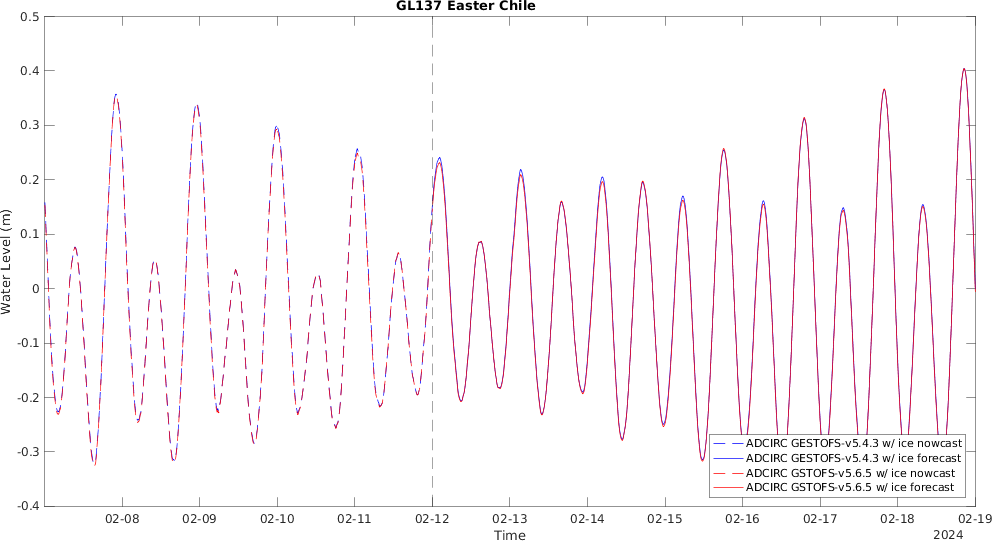 GL137 Easter Chile
Water Level (m)
0.5
0.4
0.3
0.2
0.1
0
-0.1
-0.2
-0.3
-0.4
ADCIRC GESTOFS-v5.4.3 w/ ice nowcast
ADCIRC GESTOFS-v5.4.3 w/ ice forecast
ADCIRC GSTOFS-v5.6.5 w/ ice nowcast
ADCIRC GSTOFS-v5.6.5 w/ ice forecast
02-08 02-09 02-10 02-11 02-12 02-13 02-14 02-15 02-16 02-17 02-18 02-19
Time
2024